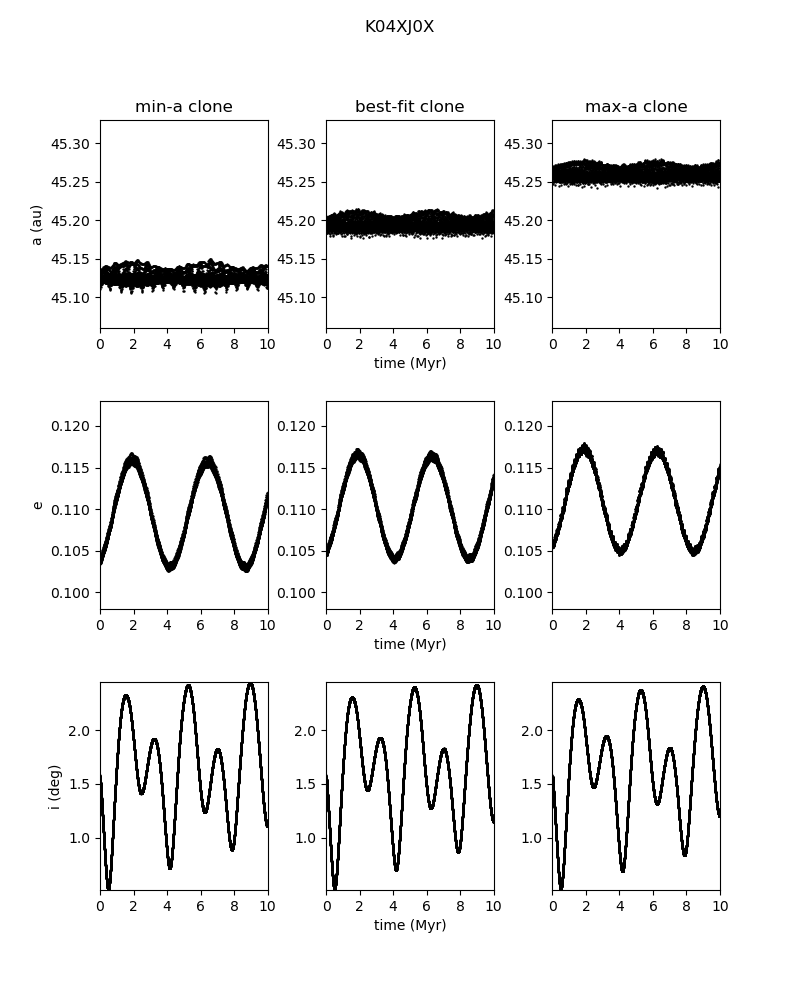 K04XJ0X
min-a clone best-fit clone max-a clone
45.30 45.30 45.30
45.25 45.25 45.25
a (au)
45.20 45.20 45.20
45.15 45.15 45.15
45.10 45.10 45.10
0 2 4 6 8 10 0 2 4 6 8 10 0 2 4 6 8 10
time (Myr)
0.120 0.120 0.120
0.115 0.115 0.115
e
0.110 0.110 0.110
0.105 0.105 0.105
0.100 0.100 0.100
0 2 4 6 8 10 0 2 4 6 8 10 0 2 4 6 8 10
time (Myr)
2.0 2.0 2.0
i (deg)
1.5 1.5 1.5
1.0 1.0 1.0
0 2 4 6 8 10 0 2 4 6 8 10 0 2 4 6 8 10
time (Myr)